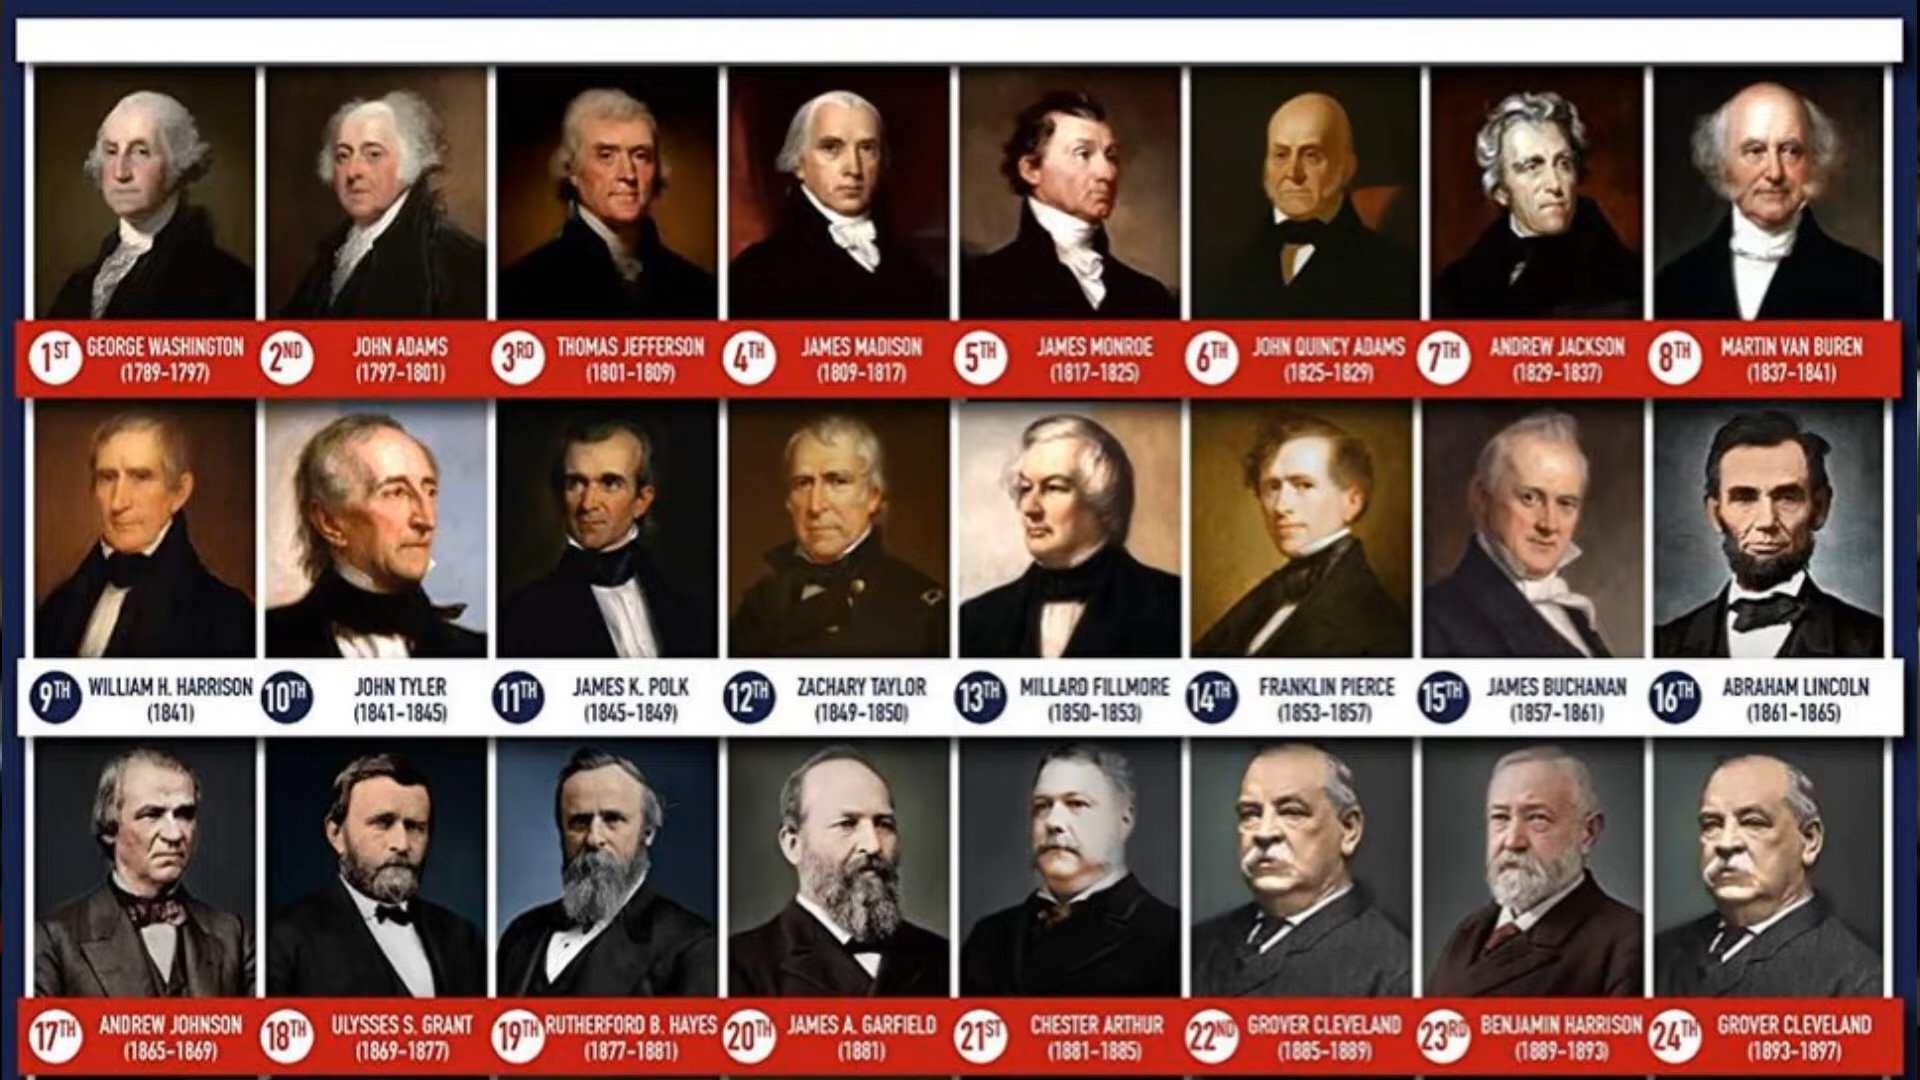 1ST GEORGE WASHINGTON
(1789-1797)
2ND JOHN ADAMS
(1797-1801)
3RD THOMAS JEFFERSON
(1801-1809)
4TH JAMES MADISON
(1809-1817)
5TH JAMES MONROE
(1817-1825)
6TH JOHN QUINCY ADAMS
(1825-1829)
7TH ANDREW JACKSON
(1829-1837)
8TH MARTIN VAN BUREN
(1837-1841)
9TH WILLIAM H. HARRISON
(1841)
10TH JOHN TYLER
(1841-1845)
11TH JAMES K. POLK
(1845-1849)
12TH ZACHARY TAYLOR
(1849-1850)
13TH MILLARD FILLMORE
(1850-1853)
14TH FRANKLIN PIERCE
(1853-1857)
15TH JAMES BUCHANAN
(1857-1861)
16TH ABRAHAM LINCOLN
(1861-1865)
17TH ANDREW JOHNSON
(1865-1869)
18TH ULYSSES S. GRANT
(1869-1877)
19TH RUTHERFORD B. HAYES
(1877-1881)
20TH JAMES A. GARFIELD
(1881)
21ST CHESTER ARTHUR
(1881-1885)
22ND GROVER CLEVELAND
(1885-1889)
23RD BENJAMIN HARRISON
(1889-1893)
24TH GROVER CLEVELAND
(1893-1897)